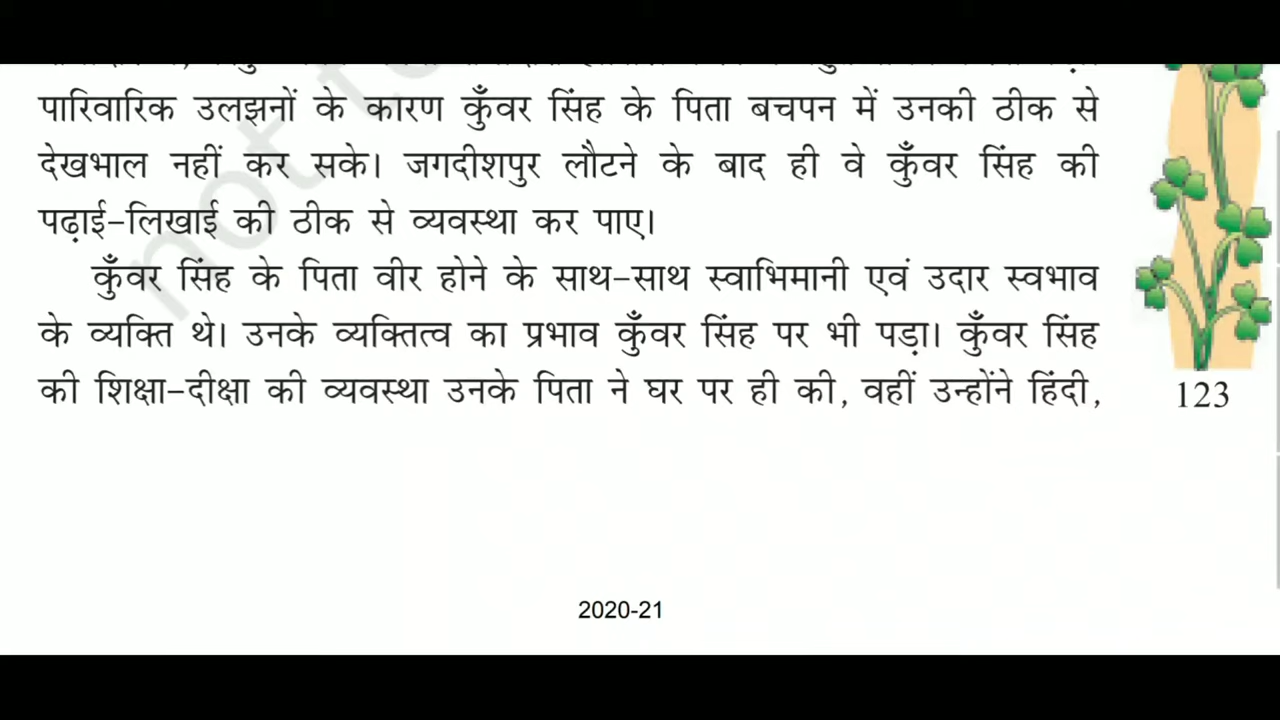 पारिवारिक उलझनों के कारण कुँवर सिंह के पिता बचपन में उनकी ठीक से
देखभाल नहीं कर सके। जगदीशपुर लौटने के बाद ही वे कुँवर सिंह की
पढ़ाई-लिखाई की ठीक से व्यवस्था कर पाए।
कुँवर सिंह के पिता वीर होने के साथ-साथ स्वाभिमानी एवं उदार स्वभाव
के व्यक्ति थे। उनके व्यक्तित्व का प्रभाव कुँवर सिंह पर भी पड़ा। कुँवर सिंह
की शिक्षा-दीक्षा की व्यवस्था उनके पिता ने घर पर ही की, वहीं उन्होंने हिंदी,
123
2020-21
not